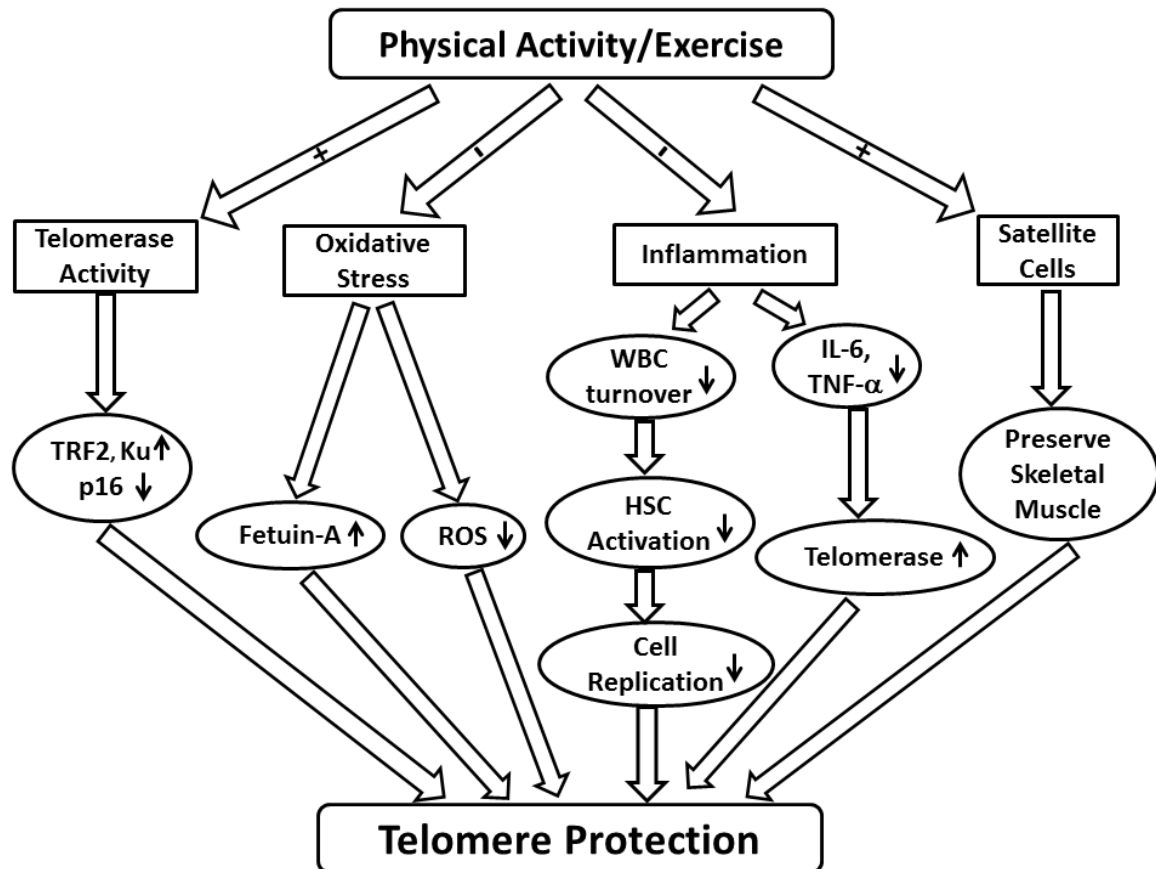 Physical Activity/Exercise
+
-
-
+
Telomerase
Activity
Oxidative
Stress
Inflammation
Satellite
Cells
TRF2, Ku↑
p16 ↓
Fetuin-A ↑
ROS ↓
WBC
turnover ↓
HSC
Activation ↓
Cell
Replication ↓
IL-6,
TNF-α ↓
Telomerase ↑
Preserve
Skeletal
Muscle
Telomere Protection